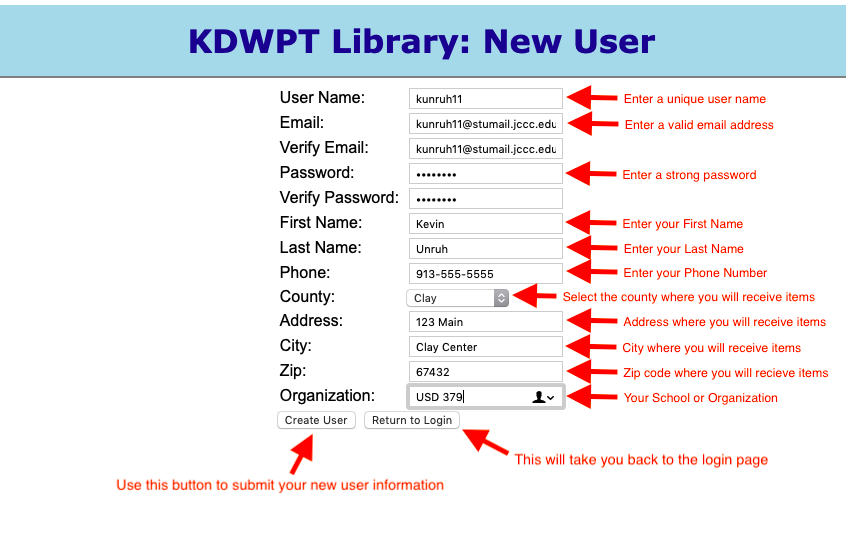 KDWPT Library: New User
User Name: kunruh11 Enter a unique user name
Email: kunruh11@stumail.jccc.edu Enter a valid email address
Verify Email: kunruh11@stumail.jccc.edu
Password: •••••••• Enter a strong password
Verify Password: ••••••••
First Name: Kevin Enter your First Name
Last Name: Unruh Enter your Last Name
Phone: 913-555-5555 Enter your Phone Number
County: Clay Select the county where you will receive items
Address: 123 Main Address where you will receive items
City: Clay Center City where you will receive items
Zip: 67432 Zip code where you will recieve items
Organization: USD 379 Your School or Organization
Create User Return to Login
This will take you back to the login page
Use this button to submit your new user information